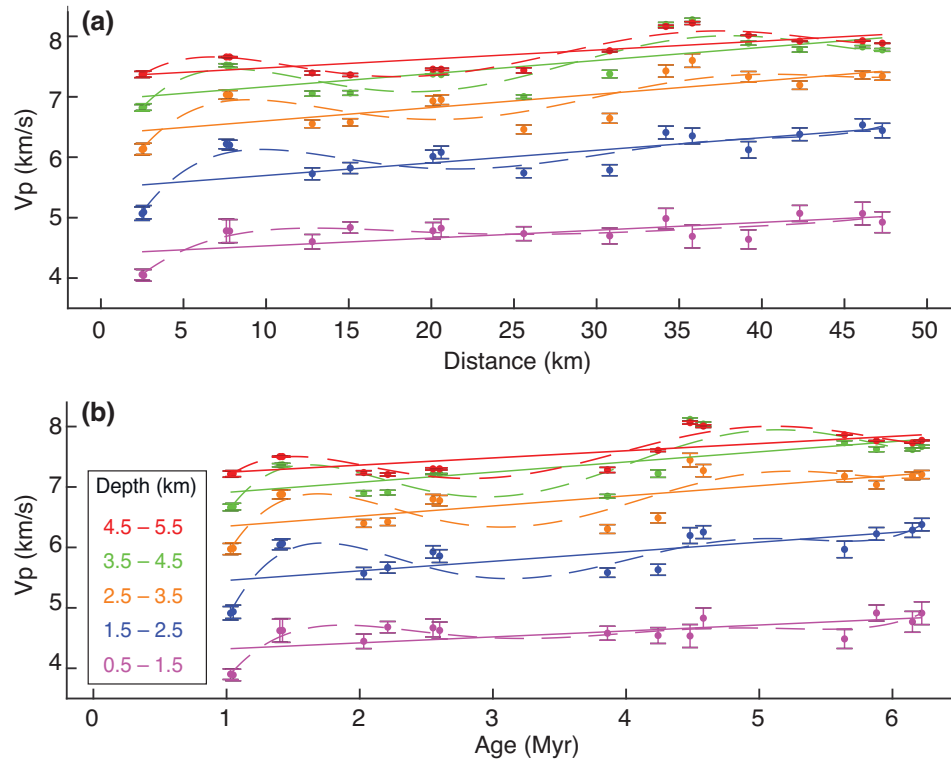 (a)
8
7
6
5
4
Vp (km/s)
0 5 10 15 20 25 30 35 40 45 50
Distance (km)
(b)
8
7
6
5
4
Vp (km/s)
Depth (km)
4.5 – 5.5
3.5 – 4.5
2.5 – 3.5
1.5 – 2.5
0.5 – 1.5
0 1 2 3 4 5 6
Age (Myr)